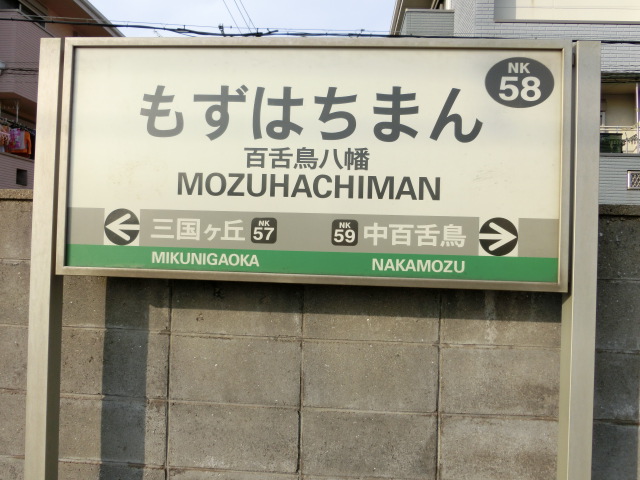 NK
58
もずはちまん
百舌鳥八幡
MOZUHACHIMAN
三国ヶ丘 NK 57 NK 59 中百舌鳥
MIKUNIGAOKA NAKAMOZU